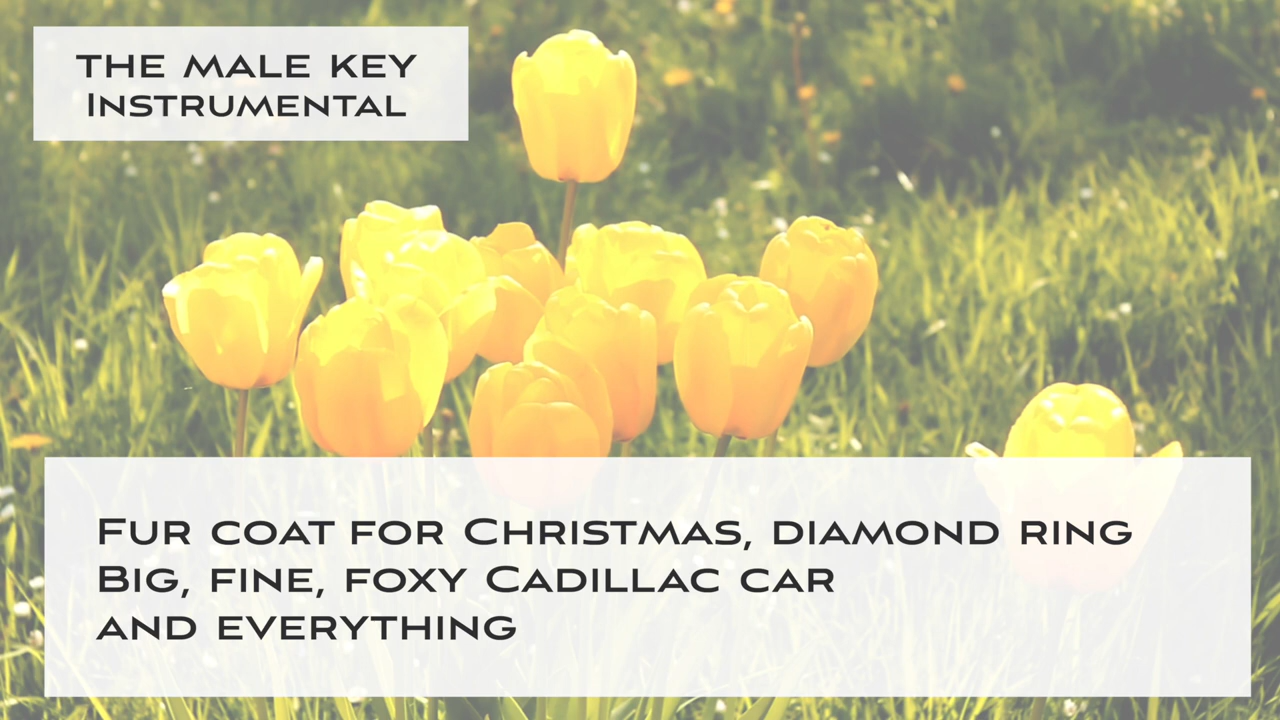 THE MALE KEY
INSTRUMENTAL
FUR COAT FOR CHRISTMAS, DIAMOND RING
BIG, FINE, FOXY CADILLAC CAR
AND EVERYTHING